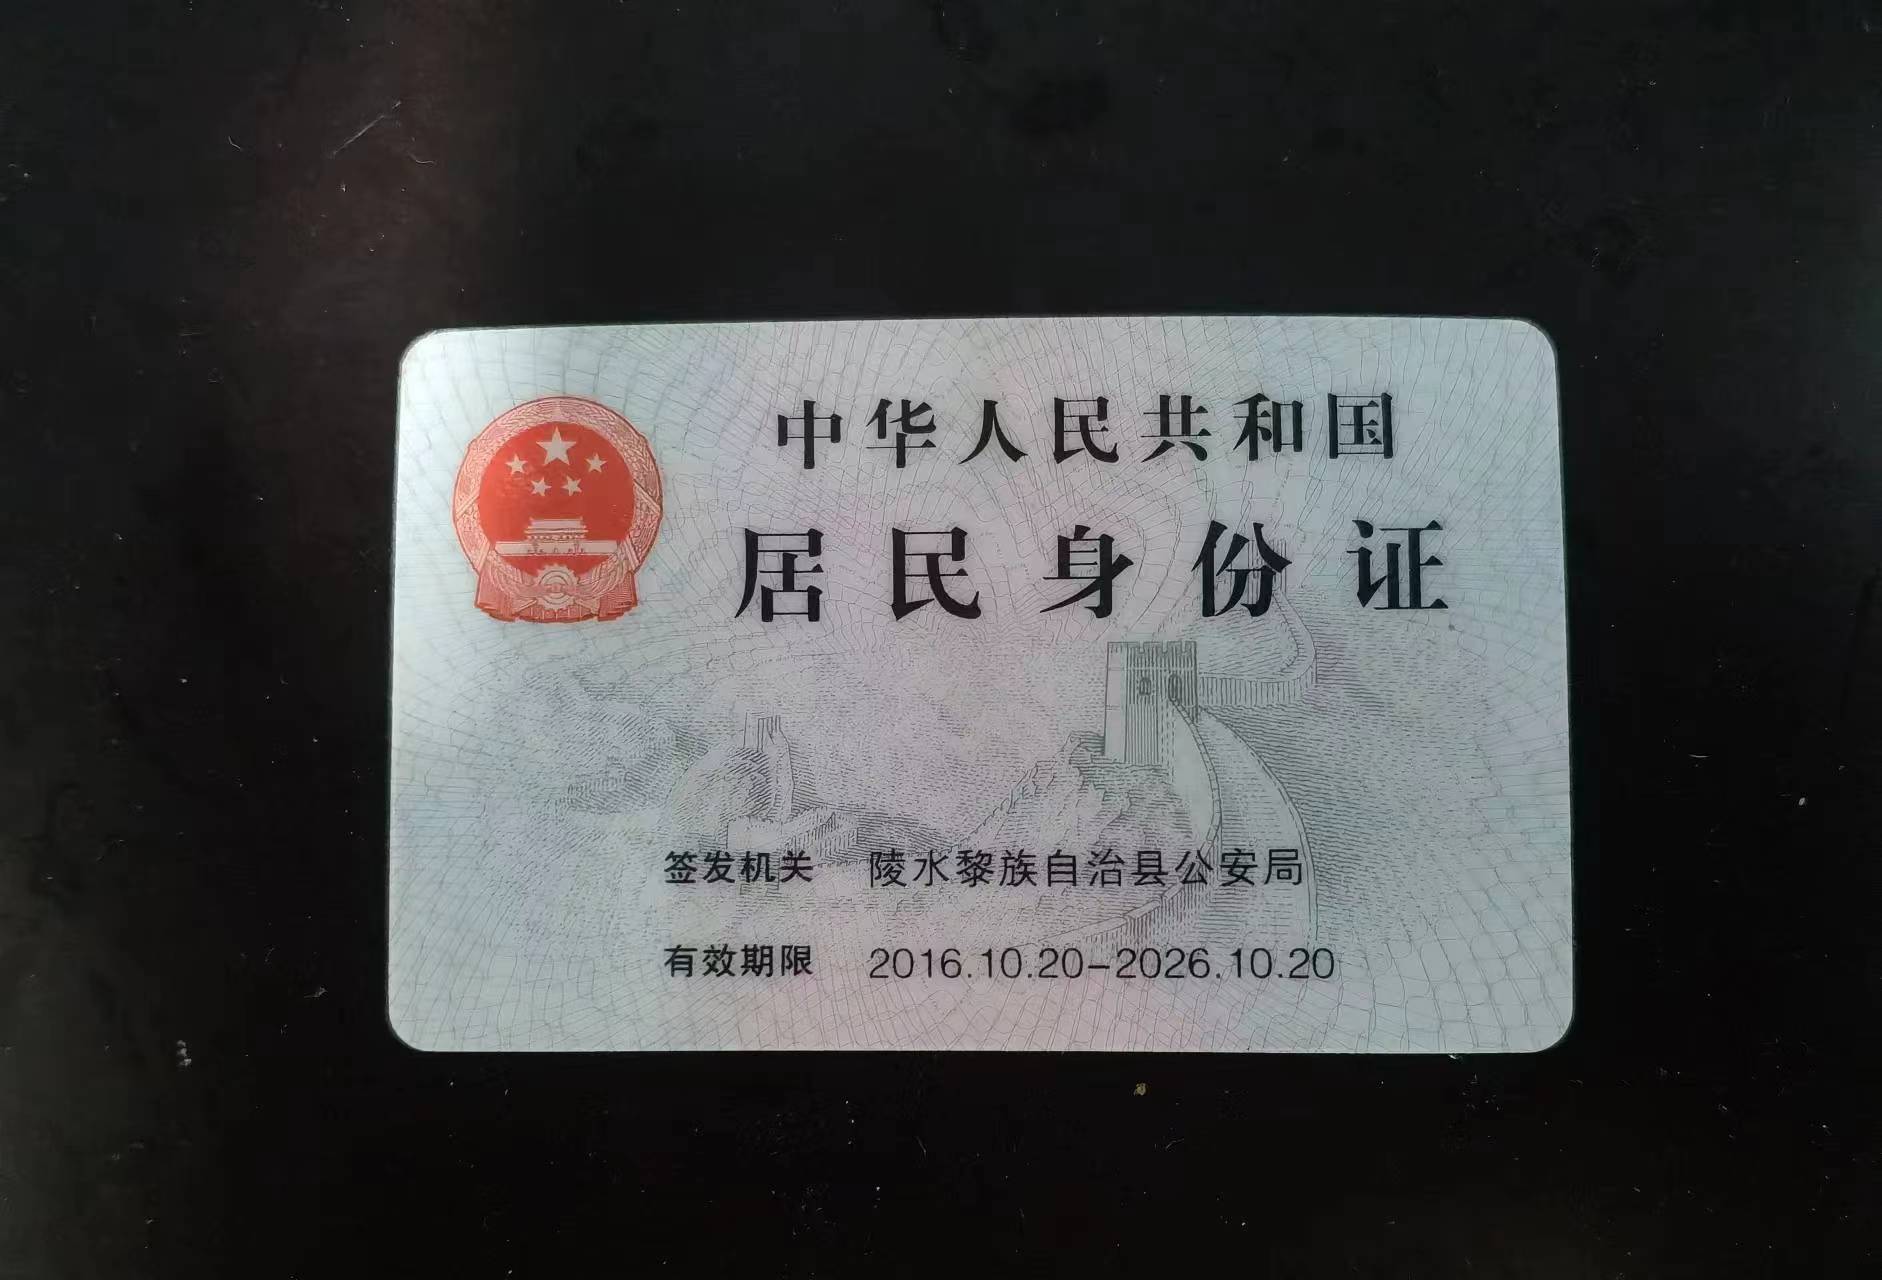 中华人民共和国
居民身份证
签发机关 陵水黎族自治县公安局
有效期限 2016.10.20-2026.10.20